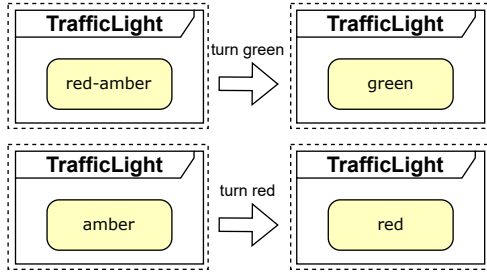 TrafficLight
red-amber
turn green
TrafficLight
green
TrafficLight
amber
turn red
TrafficLight
red